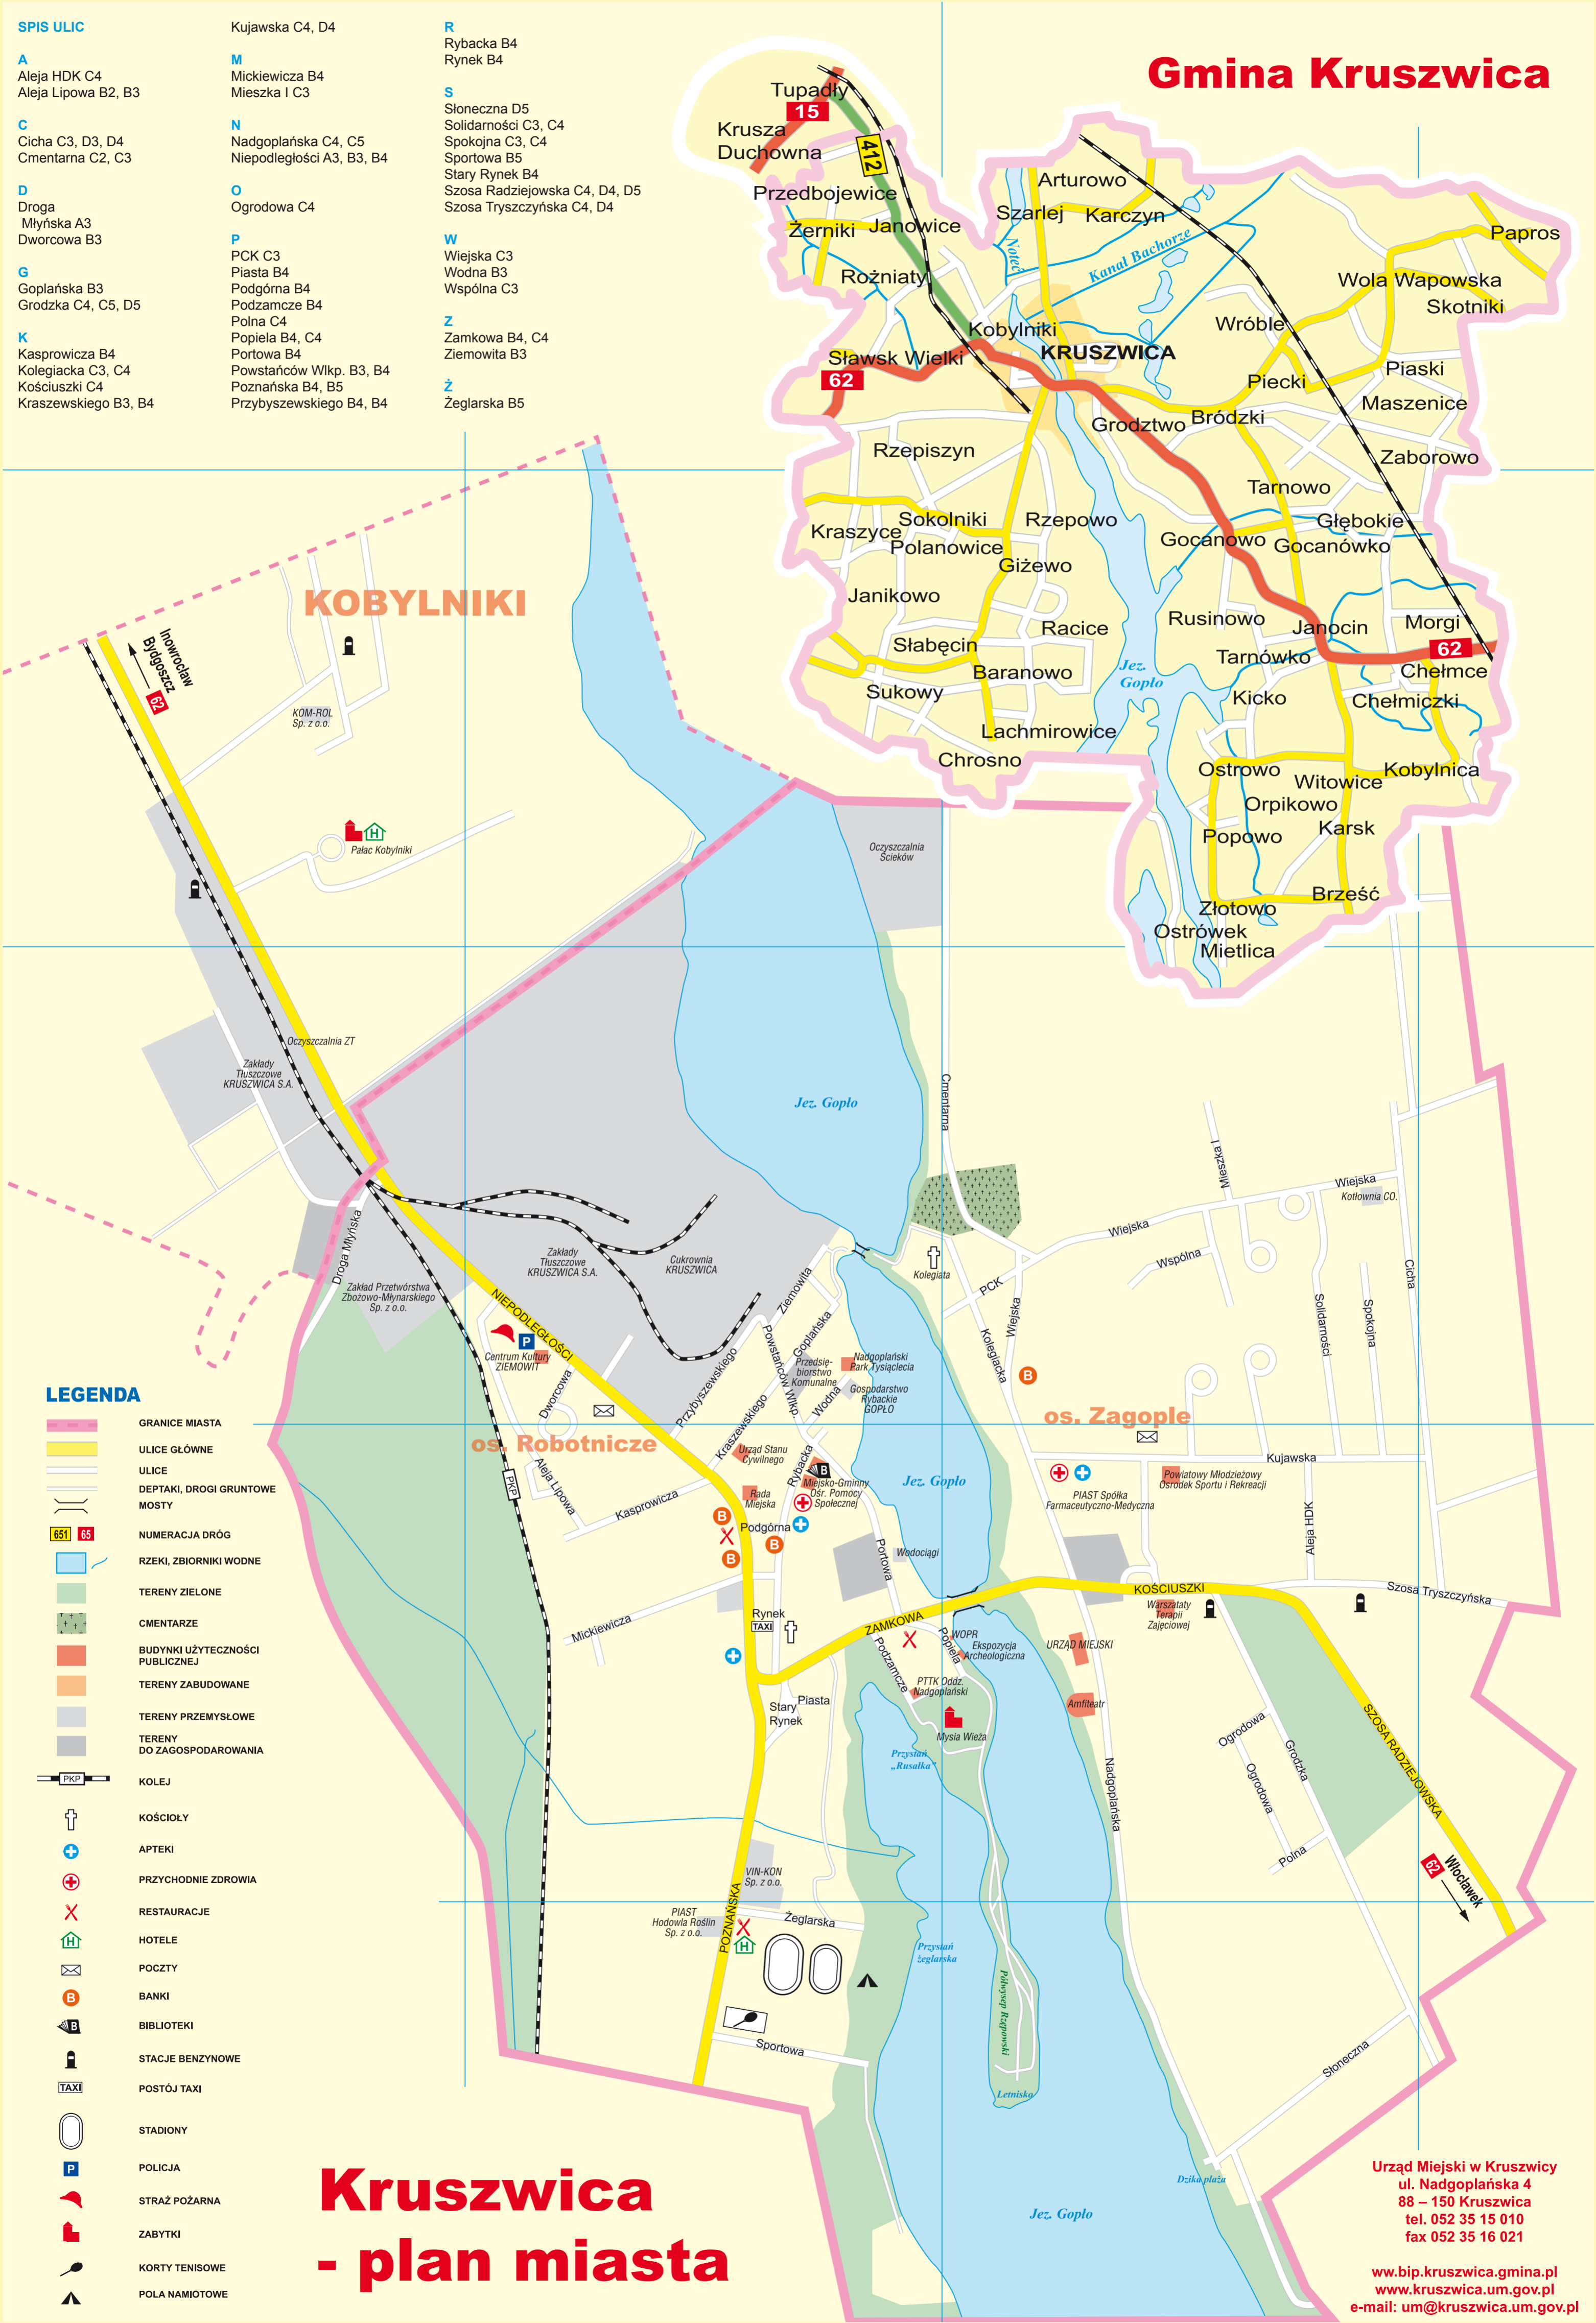 SPIS ULIC
A
Aleja HDK C4
Aleja Lipowa B2, B3
C
Cicha C3, D3, D4
Cmentarna C2, C3
D
Droga
Młyńska A3
Dworcowa B3
G
Goplańska B3
Grodzka C4, C5, D5
K
Kasprowicza B4
Kolegiacka C3, C4
Kościuszki C4
Kraszewskiego B3, B4
Kujawska C4, D4
M
Mickiewicza B4
Mieszka I C3
N
Nadgoplańska C4, C5
Niepodległości A3, B3, B4
O
Ogrodowa C4
P
PCK C3
Piasta B4
Podgórna B4
Podzamcze B4
Polna C4
Popiela B4, C4
Portowa B4
Powstańców Wlkp. B3, B4
Poznańska B4, B5
Przybyszewskiego B4, B4
R
Rybacka B4
Rynek B4
S
Słoneczna D5
Solidarności C3, C4
Spokojna C3, C4
Sportowa B5
Stary Rynek B4
Szosa Radziejowska C4, D4, D5
Szosa Tryszczyńska C4, D4
W
Wiejska C3
Wodna B3
Wspólna C3
Z
Zamkowa B4, C4
Ziemowita B3
Ż
Żeglarska B5
Gmina Kruszwica
Tupadły
15
Krusza
Duchowna
412
Przedbojewice
Żerniki
Janowice
Rożniaty
Arturowo
Szarlej
Karczyn
Noteć
Kanał Bachorze
Papros
Wola Wapowska
Skotniki
Wróble
Kobylniki
KRUSZWICA
Sławsk Wielki
62
Piaski
Piecki
Maszenice
Bródzki
Grodztwo
Rzepiszyn
Zaborowo
Tarnowo
Sokolniki
Rzepowo
Głębokie
Kraszyce
Polanowice
Gocanowo
Gocanówko
Giżewo
Janikowo
Rusinowo
Morgi
Racice
Janocin
Słabęcin
62
Tarnówko
Baranowo
Jez.
Gopło
Chełmce
Sukowy
Kicko
Chełmiczki
Lachmirowice
Chrosno
Ostrowo
Kobylnica
Witowice
Orpikowo
Popowo
Karsk
Brześć
Złotowo
Ostrówek
Mietlica
KOBYLNIKI
Inowrocław
Bydgoszcz
62
KOM-ROL
Sp. z o.o.
H
Pałac Kobylniki
Oczyszczalnia
Ścieków
Oczyszczalnia ZT
Zakłady
Tłuszczowe
KRUSZWICA S.A.
Jez. Gopło
Cmentarna
Mieszka I
Wiejska
Kotłownia CO.
Wiejska
Wspólna
Cicha
Droga Młyńska
Zakłady
Tłuszczowe
KRUSZWICA S.A.
Cukrownia
KRUSZWICA
Zakład Przetwórstwa
Zbożowo-Młynarskiego
Sp. z o.o.
Kolegiata
PCK
Wiejska
Kolegiacka
Solidarności
Spokojna
NIEPODLEGŁOŚCI
P
Centrum Kultury
ZIEMOWIT
Ziemowita
Goplańska
Powstańców Wlkp.
Przybyszewskiego
Przedsię-
biorstwo
Komunalne
Nadgoplański
Park Tysiąclecia
Gospodarstwo
Rybackie
GOPŁO
Wodna
Dworcowa
Kraszewskiego
B
os. Zagople
os. Robotnicze
Urząd Stanu
Cywilnego
Rybacka
B
Miejsko-Gminny
Ośr. Pomocy
Społecznej
Jez. Gopło
Kujawska
Powiatowy Młodzieżowy
Ośrodek Sportu i Rekreacji
PIAST Spółka
Farmaceutyczno-Medyczna
PKP
Aleja Lipowa
Kasprowicza
Rada
Miejska
B
Podgórna
B
B
Portowa
Wodociągi
Aleja HDK
KOŚCIUSZKI
Szosa Tryszczyńska
Warsztaty
Terapii
Zajęciowej
Mickiewicza
Rynek
TAXI
ZAMKOWA
Popiela
WOPR
Ekspozycja
Archeologiczna
URZĄD MIEJSKI
Podzamcze
PTTK Oddz.
Nadgoplański
Piasta
Stary
Rynek
Mysia Wieża
Amfiteatr
Przystań
„Rusałka"
Ogrodowa
Ogrodowa
Grodzka
Polna
SZOSA RADZIEJOWSKA
62
Włocławek
Nadgoplańska
VIN-KON
Sp. z o.o.
POZNAŃSKA
PIAST
Hodowla Roślin
Sp. z o.o.
H
Żeglarska
Przystań
żeglarska
Półwysep Rzępowski
Sportowa
Letnisko
Słoneczna
Dzika plaża
Jez. Gopło
LEGENDA
GRANICE MIASTA
ULICE GŁÓWNE
ULICE
DEPTAKI, DROGI GRUNTOWE
MOSTY
651 65 NUMERACJA DRÓG
RZEKI, ZBIORNIKI WODNE
TERENY ZIELONE
CMENTARZE
BUDYNKI UŻYTECZNOŚCI
PUBLICZNEJ
TERENY ZABUDOWANE
TERENY PRZEMYSŁOWE
TERENY
DO ZAGOSPODAROWANIA
PKP KOLEJ
KOŚCIOŁY
APTEKI
PRZYCHODNIE ZDROWIA
RESTAURACJE
H HOTELE
POCZTY
B BANKI
B BIBLIOTEKI
STACJE BENZYNOWE
TAXI POSTÓJ TAXI
STADIONY
P POLICJA
STRAŻ POŻARNA
ZABYTKI
KORTY TENISOWE
POLA NAMIOTOWE
Kruszwica
- plan miasta
Urząd Miejski w Kruszwicy
ul. Nadgoplańska 4
88 – 150 Kruszwica
tel. 052 35 15 010
fax 052 35 16 021
ww.bip.kruszwica.gmina.pl
www.kruszwica.um.gov.pl
e-mail: um@kruszwica.um.gov.pl